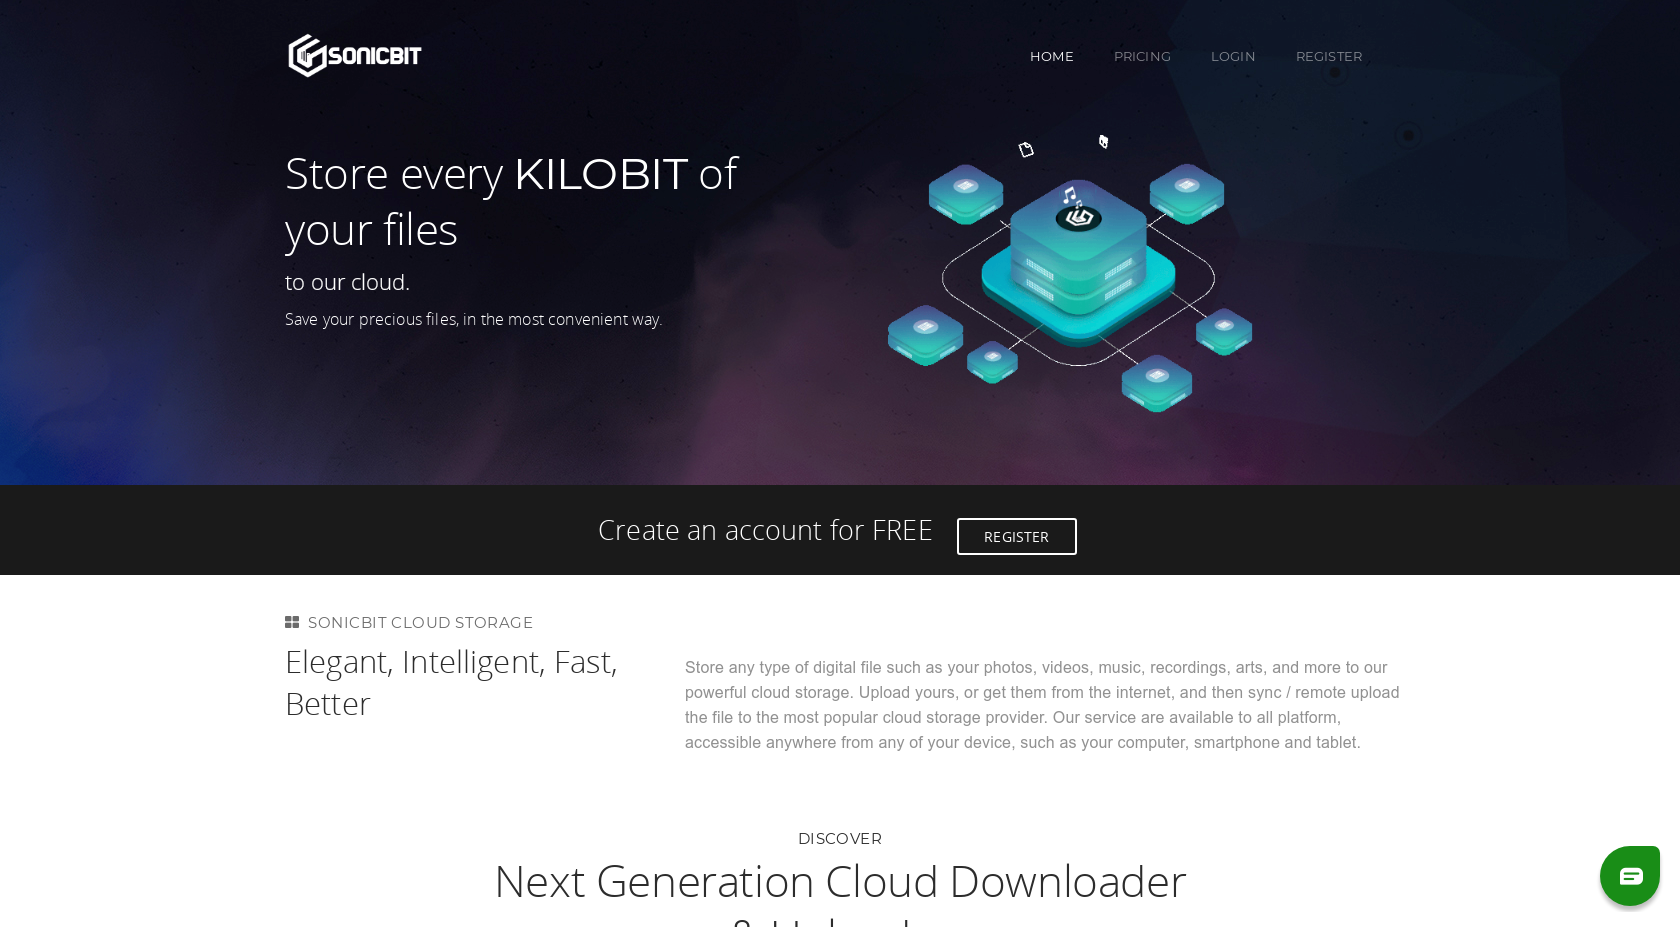 SONICBIT
HOME
PRICING
LOGIN
REGISTER
Store every KILOBIT of
your files
to our cloud.
Save your precious files, in the most convenient way.
Create an account for FREE
REGISTER
SONICBIT CLOUD STORAGE
Elegant, Intelligent, Fast,
Better
Store any type of digital file such as your photos, videos, music, recordings, arts, and more to our
powerful cloud storage. Upload yours, or get them from the internet, and then sync / remote upload
the file to the most popular cloud storage provider. Our service are available to all platform,
accessible anywhere from any of your device, such as your computer, smartphone and tablet.
DISCOVER
Next Generation Cloud Downloader